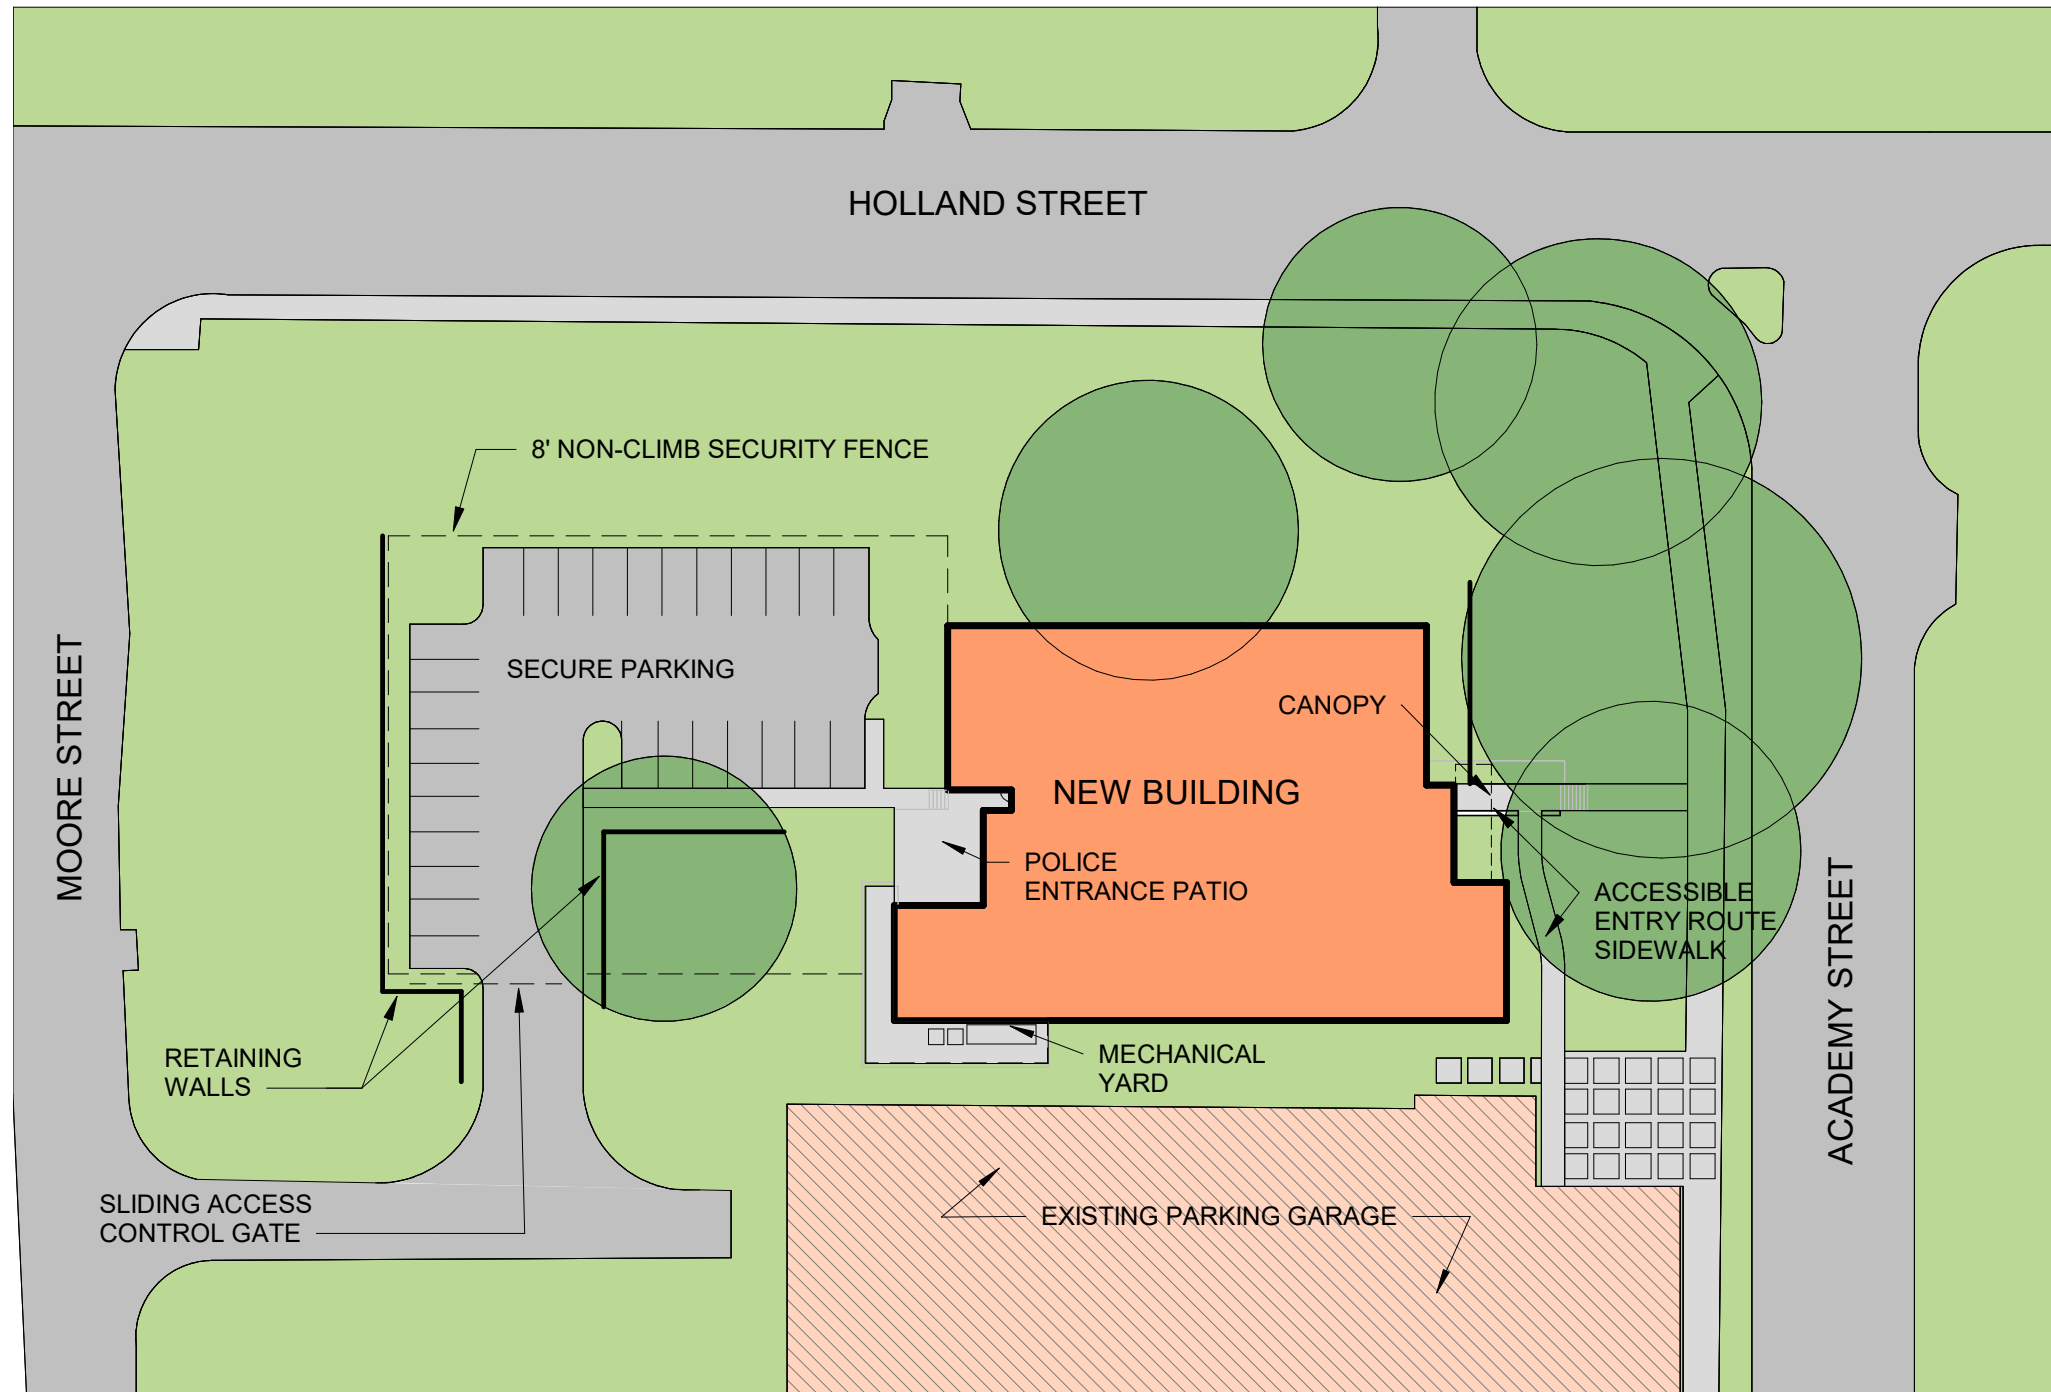 HOLLAND STREET
8' NON-CLIMB SECURITY FENCE
SECURE PARKING
MOORE STREET
CANOPY
NEW BUILDING
POLICE
ENTRANCE PATIO
ACCESSIBLE
ENTRY ROUTE
SIDEWALK
ACADEMY STREET
RETAINING
WALLS
MECHANICAL
YARD
SLIDING ACCESS
CONTROL GATE
EXISTING PARKING GARAGE